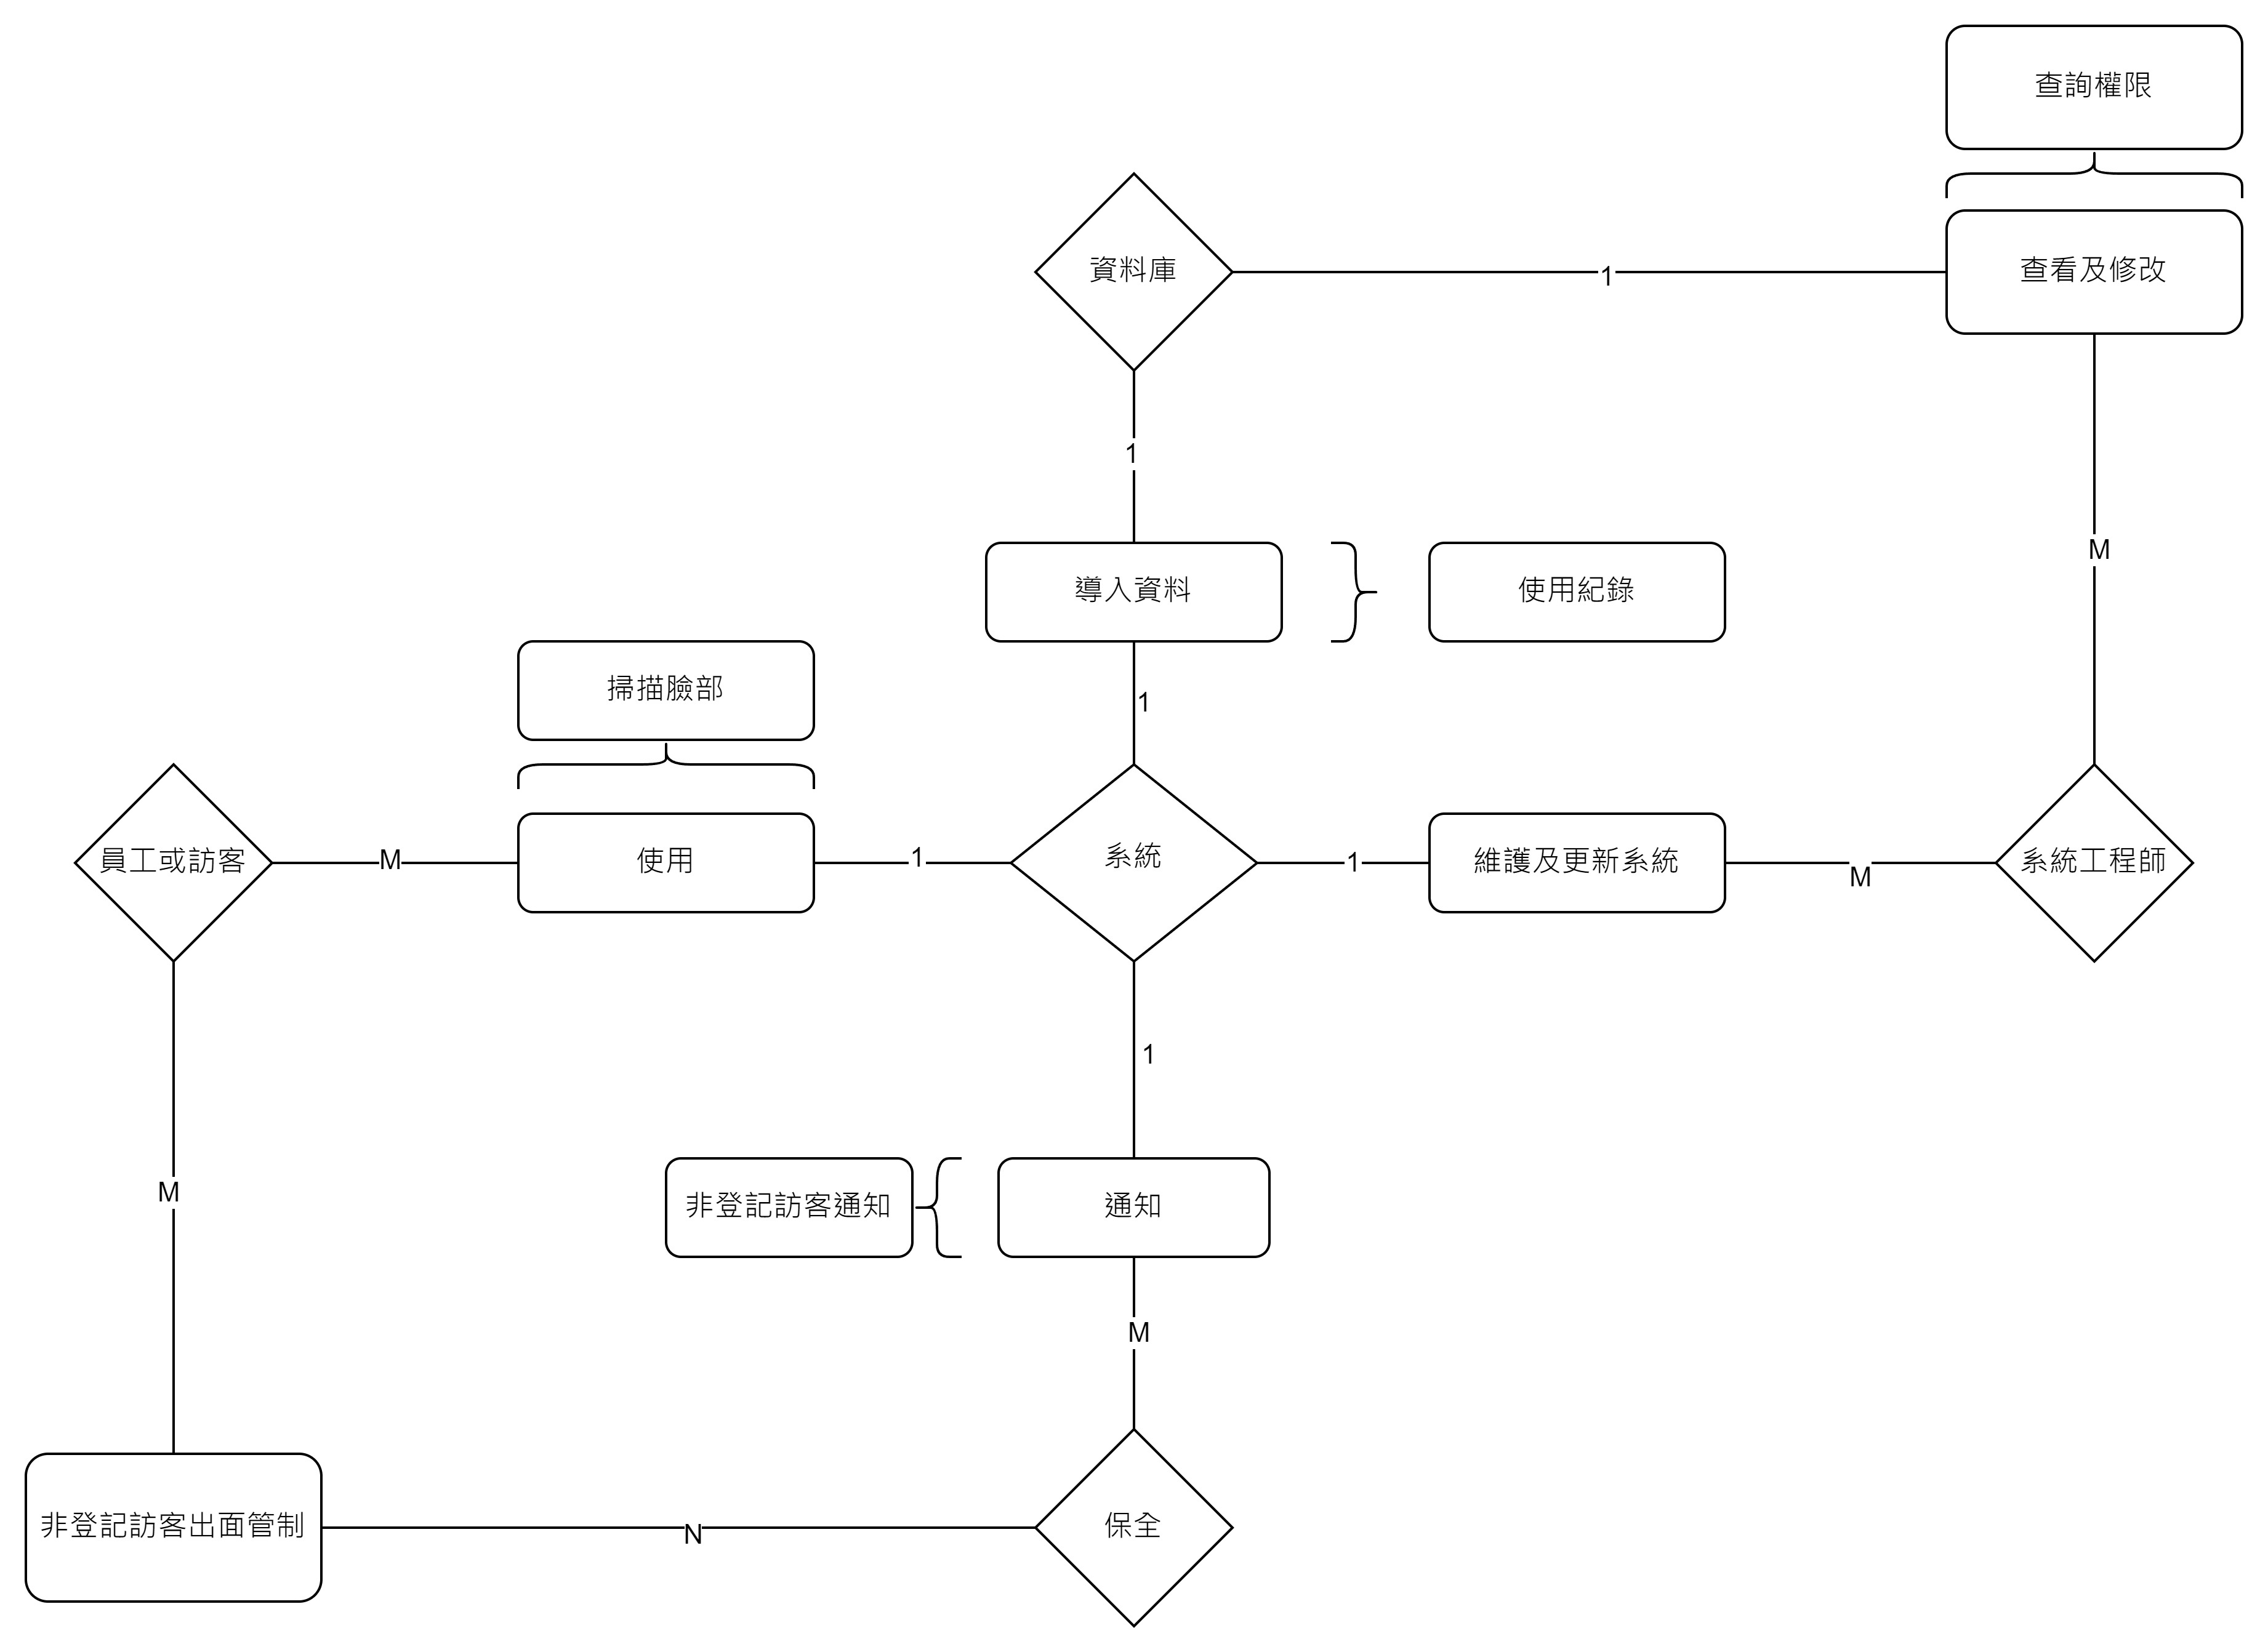 查詢權限
資料庫
1
查看及修改
1
M
導入資料
使用紀錄
掃描臉部
1
員工或訪客
M
使用
1
系統
1
維護及更新系統
M
系統工程師
1
M
非登記訪客通知
通知
M
非登記訪客出面管制
N
保全